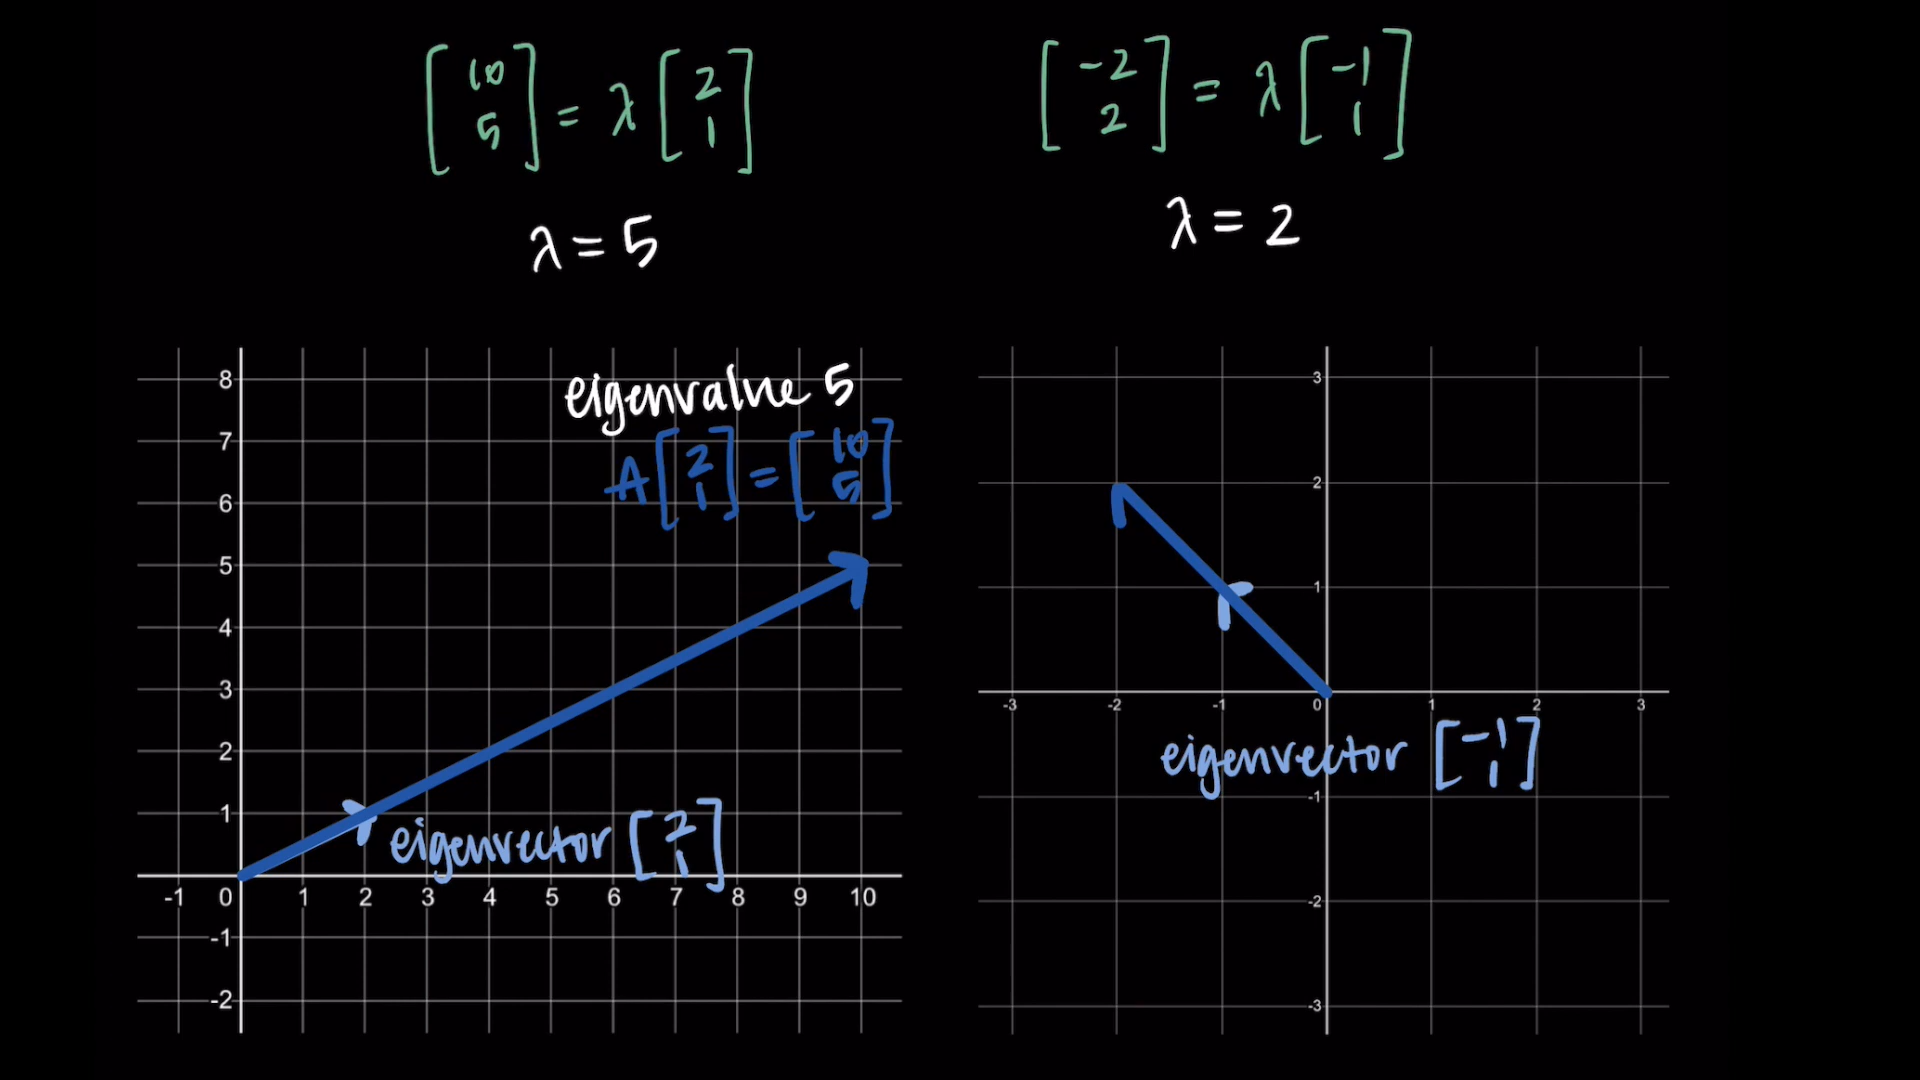 [10 5] = λ [2 1]
λ = 5
[-2 2] = λ [-1 1]
λ = 2
8
7
6
5
4
3
2
1
-1 0 1 2 3 4 5 6 7 8 9 10
-1
-2
eigenvalue 5
A [2 1] = [10 5]
eigenvector [2 1]
3
2
1
-3 -2 -1 0 1 2 3
eigenvector [-1 1]
-1
-2
-3